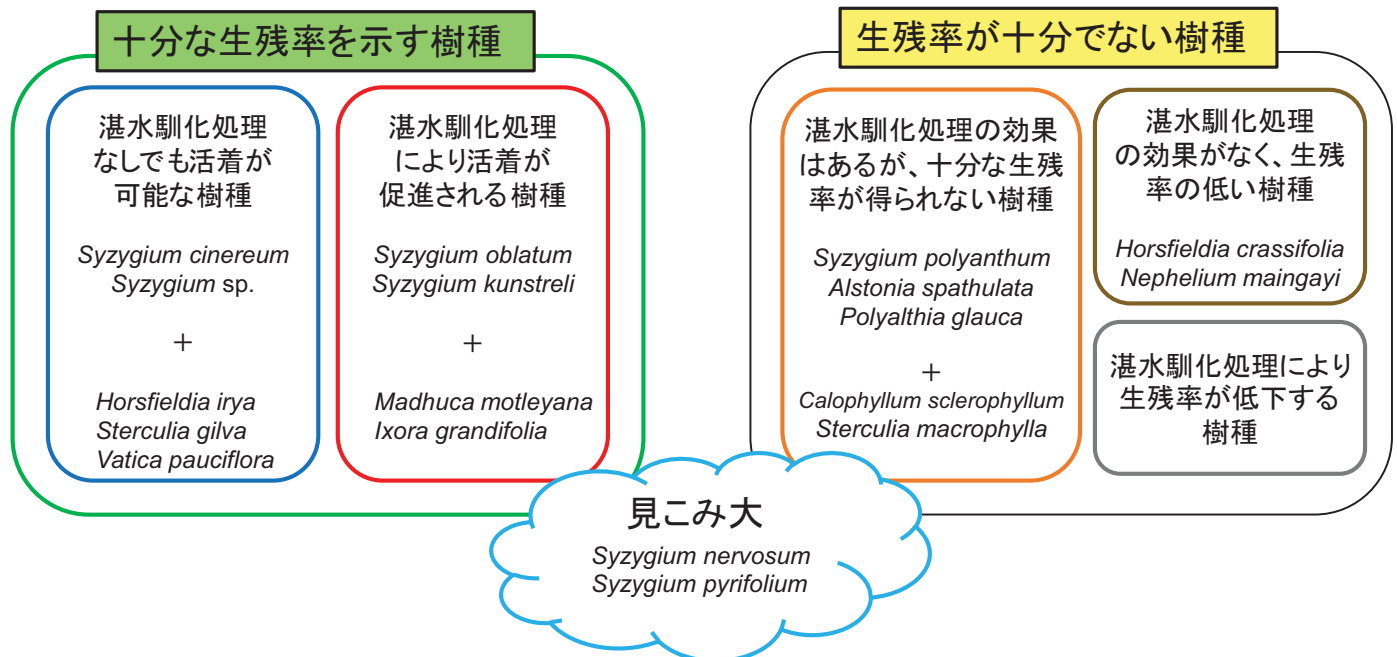 十分な生残率を示す樹種
湛水馴化処理
なしでも活着が
可能な樹種
Syzygium cinereum
Syzygium sp.
+
Horsfieldia irya
Sterculia gilva
Vatica pauciflora
湛水馴化処理
により活着が
促進される樹種
Syzygium oblatum
Syzygium kunstreli
+
Madhuca motleyana
Ixora grandifolia
生残率が十分でない樹種
湛水馴化処理の効果
はあるが、十分な生残
率が得られない樹種
Syzygium polyanthum
Alstonia spathulata
Polyalthia glauca
+
Calophyllum sclerophyllum
Sterculia macrophylla
湛水馴化処理
の効果がなく、生残
率の低い樹種
Horsfieldia crassifolia
Nephelium maingayi
湛水馴化処理により
生残率が低下する
樹種
見こみ大
Syzygium nervosum
Syzygium pyrifolium